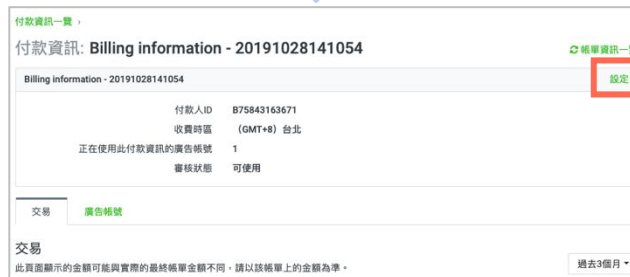 付款資訊一覽 ›
付款資訊: Billing information - 20191028141054
帳單資訊一
Billing information - 20191028141054
設定
付款人ID B75843163671
收費時區 （GMT+8）台北
正在使用此付款資訊的廣告帳號 1
審核狀態 可使用
交易 廣告帳號
交易
此頁面顯示的金額可能與實際的最終帳單金額不同，請以該帳單上的金額為準。
過去3個月